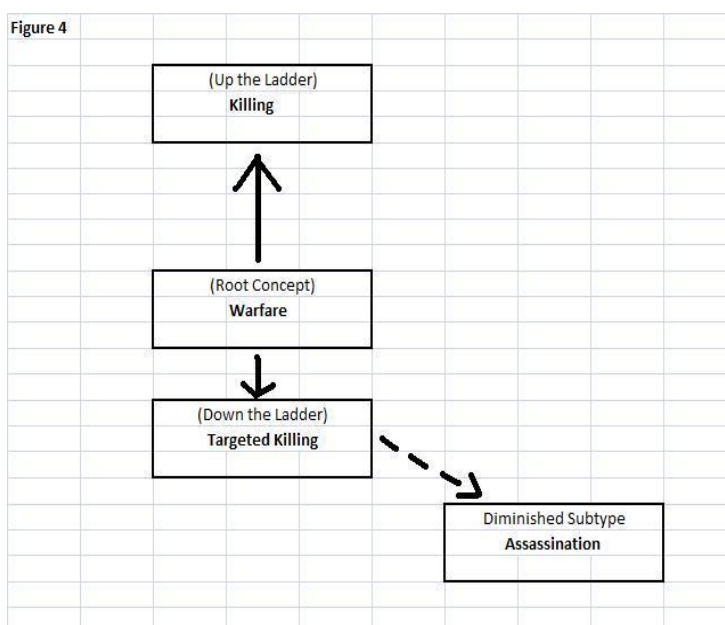 Figure 4
(Up the Ladder)
Killing
(Root Concept)
Warfare
(Down the Ladder)
Targeted Killing
Diminished Subtype
Assassination